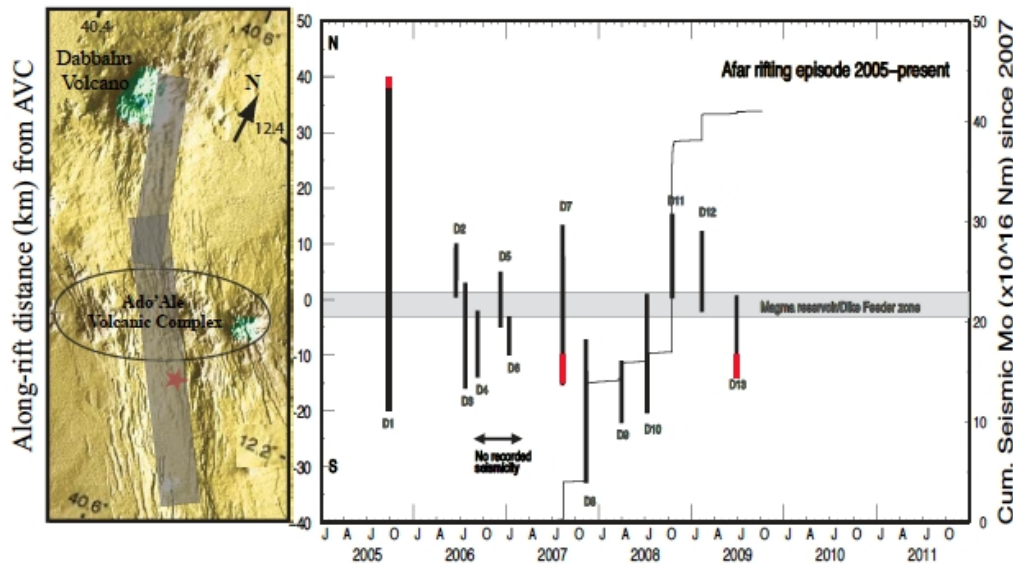 Along-rift distance (km) from AVC
40.4
40.6°
Dabbahu
Volcano
N
12.4
Ado'Ale
Volcanic Complex
12.2°
40.6°
50
40
30
20
10
0
-10
-20
-30
-40
N
Afar rifting episode 2005-present
D1
D2
D3
D4
D5
D6
D7
D8
D9
D10
D11
D12
D13
Magma reservoir/Dike Feeder zone
No recorded
seismicity
S
50
40
30
20
10
0
Cum. Seismic Mo (x10^16 Nm) since 2007
J A J O J A J O J A J O J A J O J A J O J A J O J A J O
2005 2006 2007 2008 2009 2010 2011